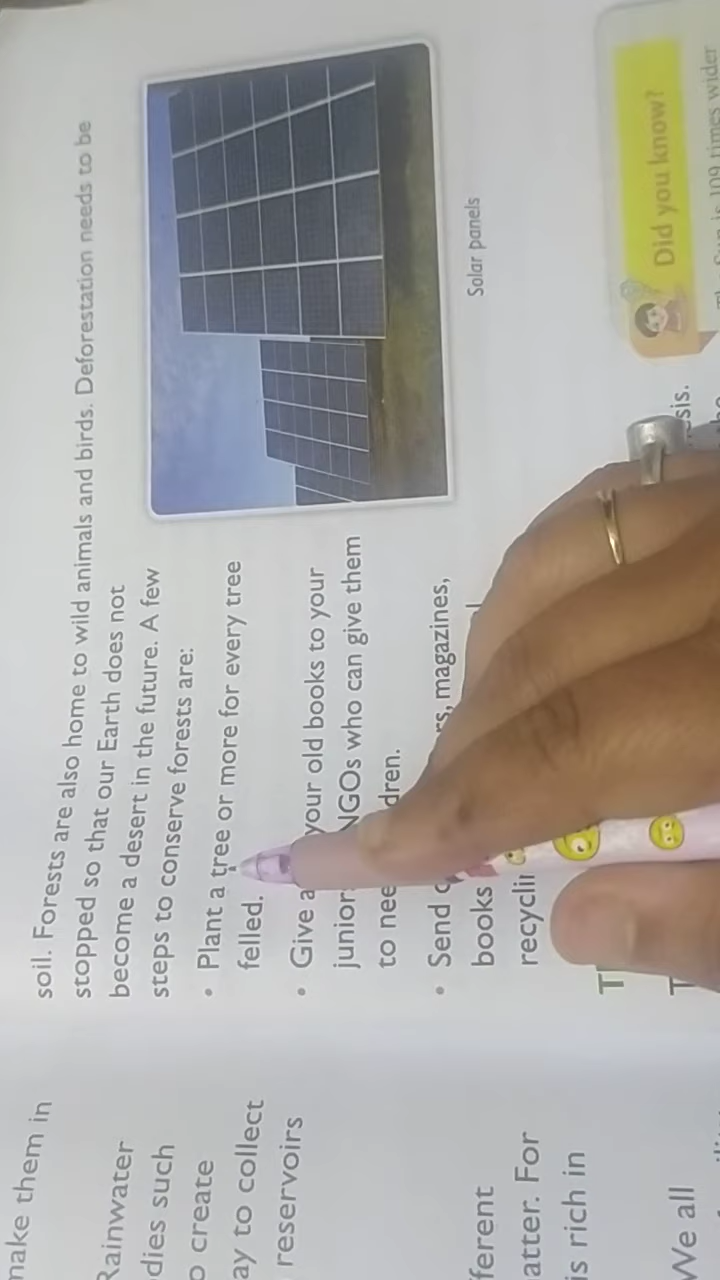 make them in
Rainwater
dies such
o create
ay to collect
reservoirs
fferent
atter. For
is rich in
We all
soil. Forests are also home to wild animals and birds. Deforestation needs to be
stopped so that our Earth does not
become a desert in the future. A few
steps to conserve forests are:
• Plant a tree or more for every tree
felled.
• Give your old books to your
junior NGOs who can give them
to dren.
• Send magazines,
books
recycli
Solar panels
sis.
Did you know?
109 times wider